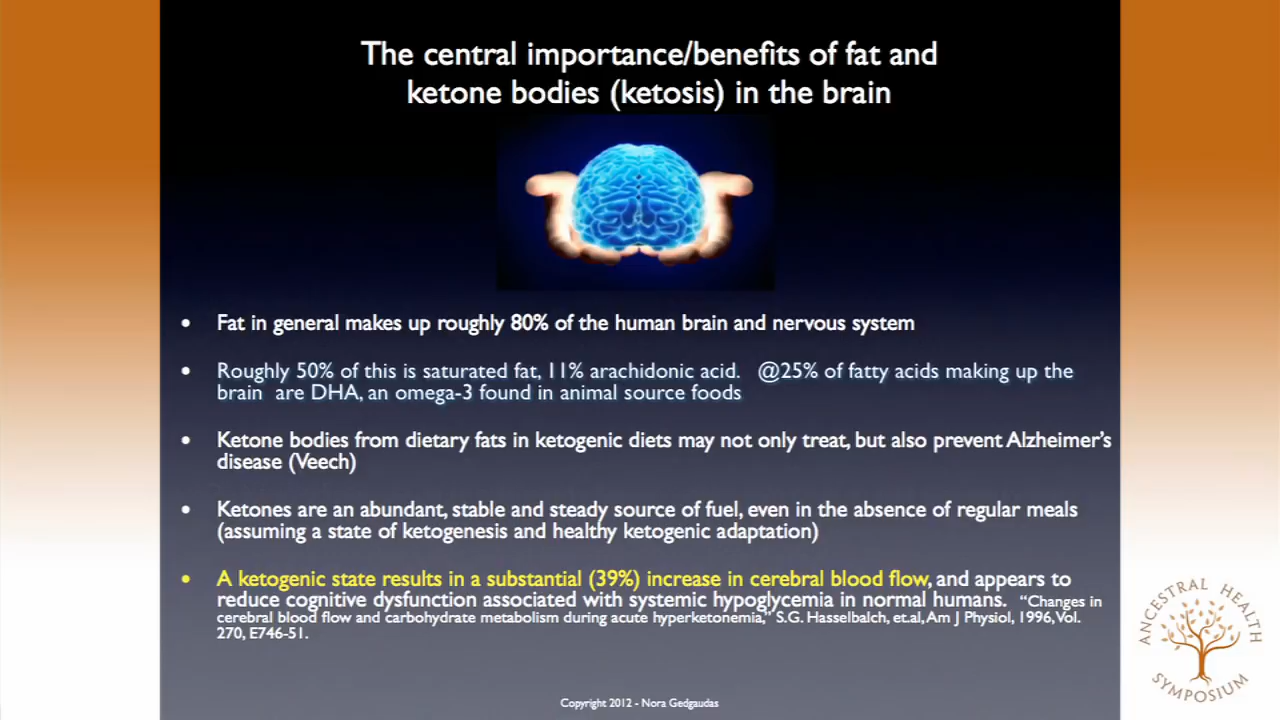 The central importance/benefits of fat and
ketone bodies (ketosis) in the brain
• Fat in general makes up roughly 80% of the human brain and nervous system
• Roughly 50% of this is saturated fat, 11% arachidonic acid. @25% of fatty acids making up the
brain are DHA, an omega-3 found in animal source foods
• Ketone bodies from dietary fats in ketogenic diets may not only treat, but also prevent Alzheimer's
disease (Veech)
• Ketones are an abundant, stable and steady source of fuel, even in the absence of regular meals
(assuming a state of ketogenesis and healthy ketogenic adaptation)
• A ketogenic state results in a substantial (39%) increase in cerebral blood flow, and appears to
reduce cognitive dysfunction associated with systemic hypoglycemia in normal humans. "Changes in
cerebral blood flow and carbohydrate metabolism during acute hyperketonemia," S.G. Hasselbalch, et.al, Am J Physiol, 1996, Vol.
270, E746-51.
Copyright 2012 - Nora Gedgaudas
ANCESTRAL HEALTH
SYMPOSIUM